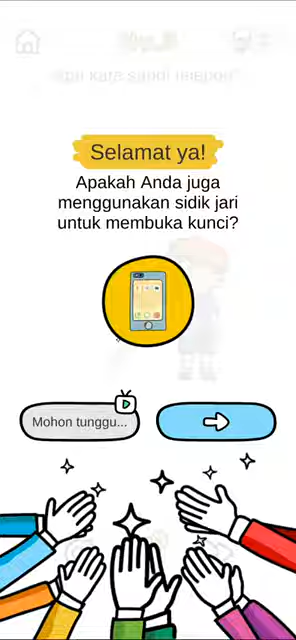 Selamat ya!
Apakah Anda juga
menggunakan sidik jari
untuk membuka kunci?
Mohon tunggu...